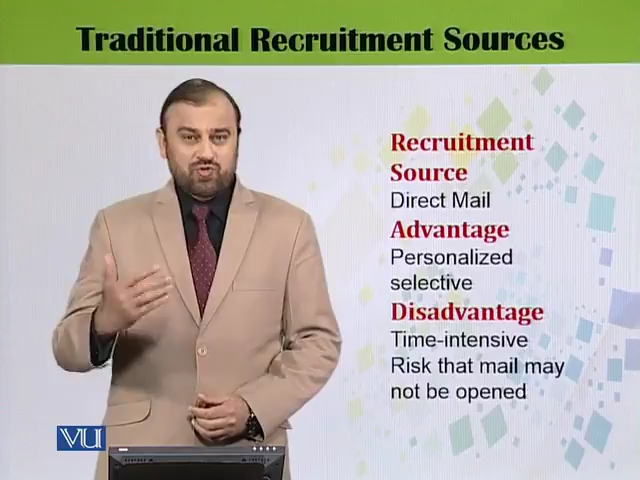 Traditional Recruitment Sources
Recruitment
Source
Direct Mail
Advantage
Personalized
selective
Disadvantage
Time-intensive
Risk that mail may
not be opened
VU